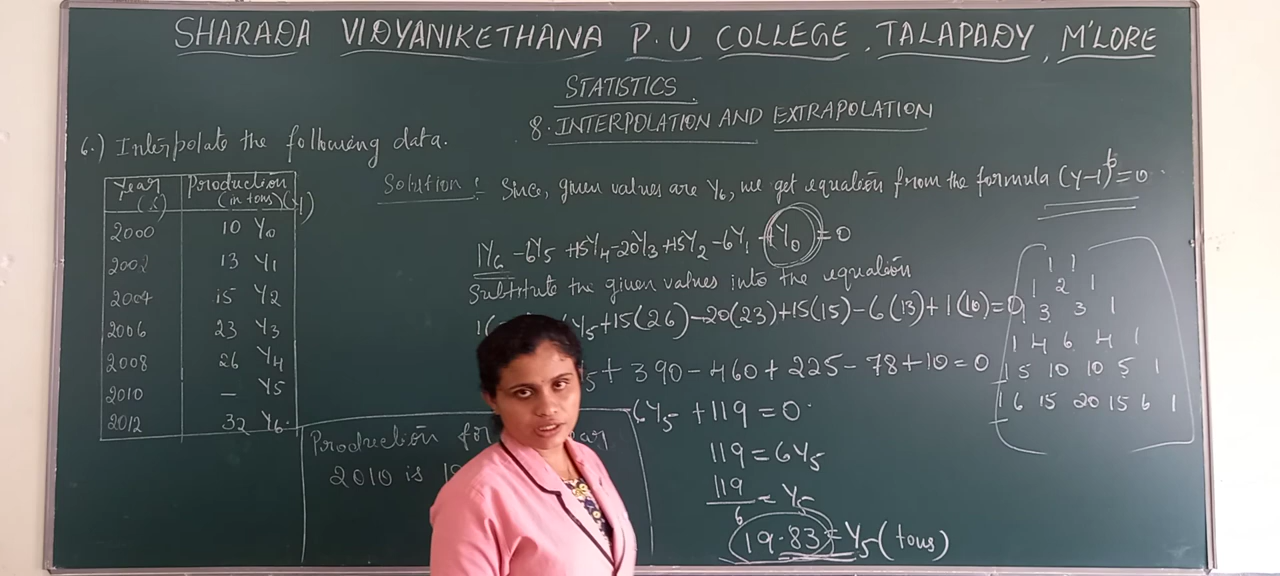 SHARADA VIDYANIKETHANA P.U COLLEGE, TALAPADY, M'LORE
STATISTICS
8. INTERPOLATION AND EXTRAPOLATION
6.) Interpolate the following data.
Year (x) Production (in tons) (y)
2000 10 Y0
2002 13 Y1
2004 15 Y2
2006 23 Y3
2008 26 Y4
2010 — Y5
2012 32 Y6
Solution: Since, given values are Y6, we get equation from the formula (Y-1)^6=0
1Y6 -6Y5 +15Y4 -20Y3 +15Y2 -6Y1 +Y0 =0
Substitute the given values into the equation
Y5 +15(26) -20(23) +15(15) -6(13) +1(10)=0
5 + 390 - 460 + 225 - 78 + 10 = 0
6Y5 + 119 = 0
119 = 6Y5
119/6 = Y5
19.83 = Y5 (tons)
Production for
2010 is
1 1
1 2 1
3 3 1
1 4 6 4 1
1 5 10 10 5 1
1 6 15 20 15 6 1